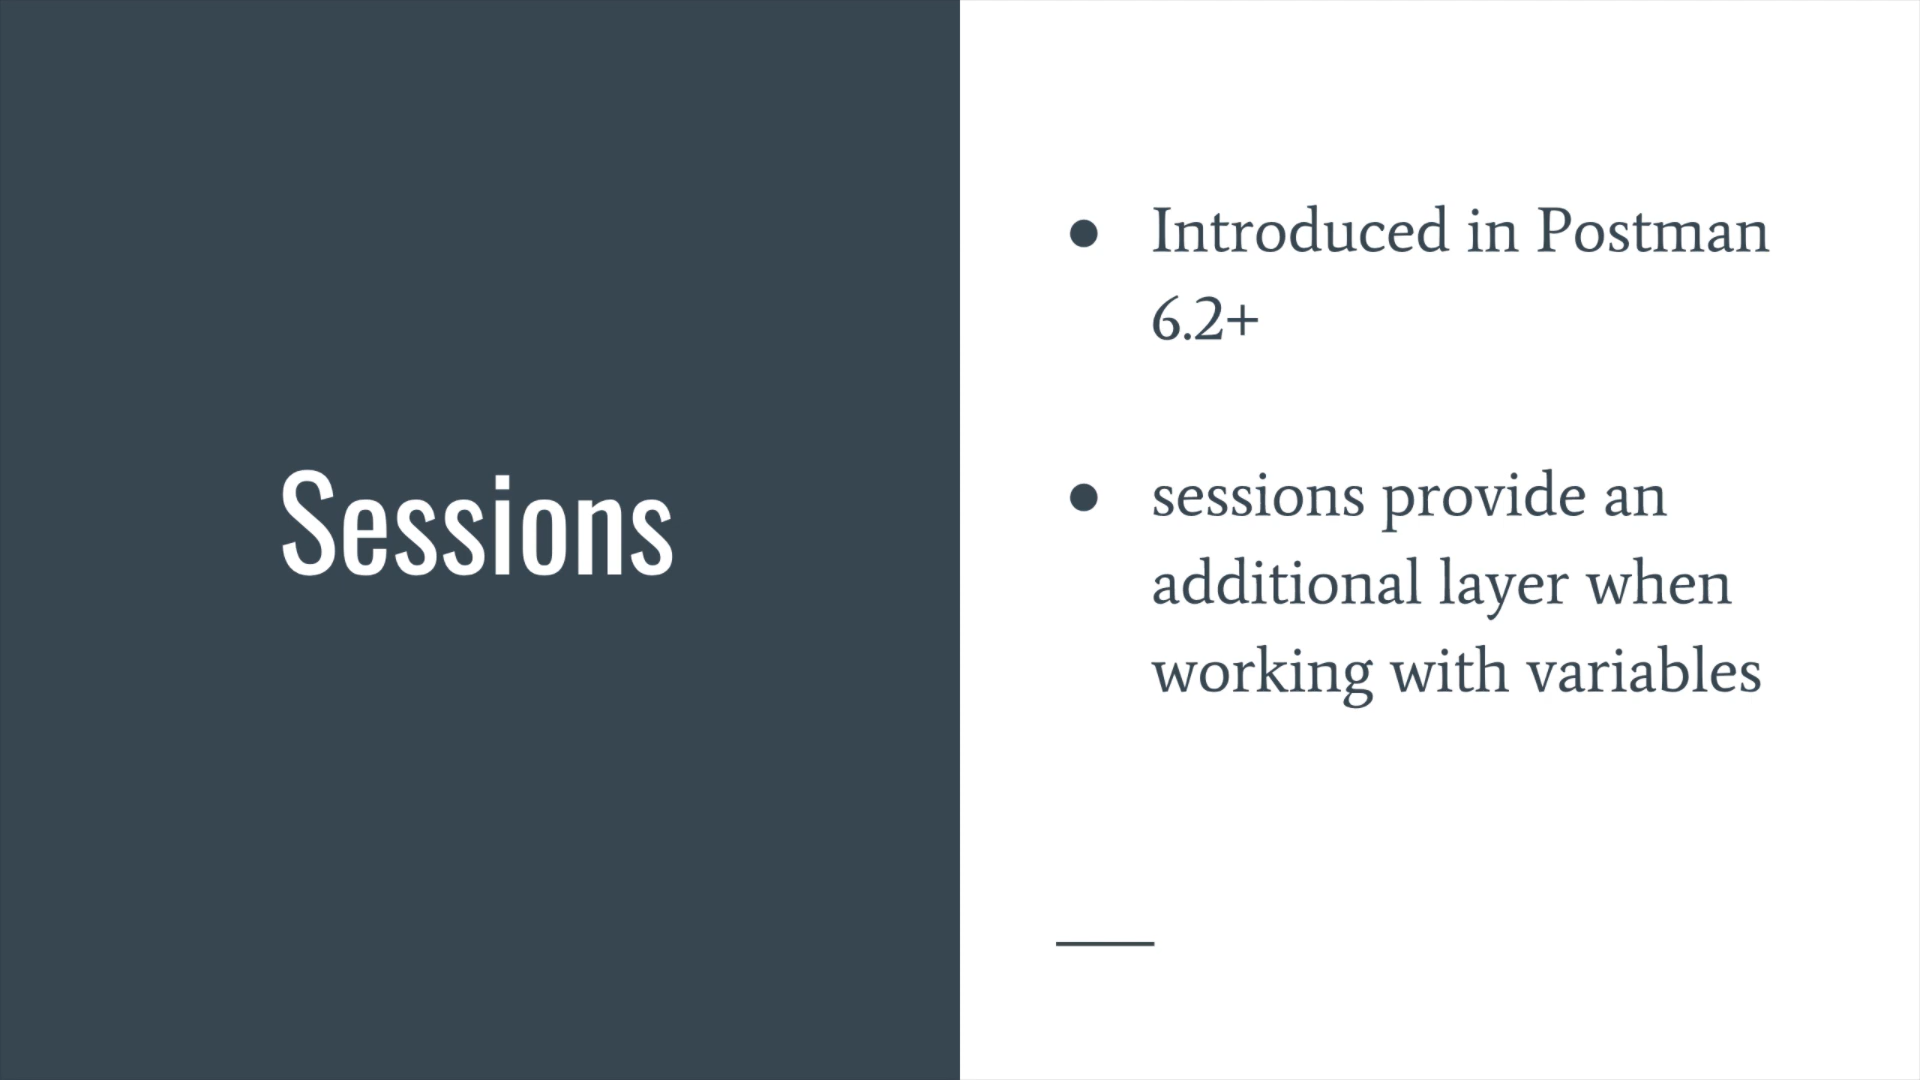 Sessions
● Introduced in Postman
6.2+
● sessions provide an
additional layer when
working with variables